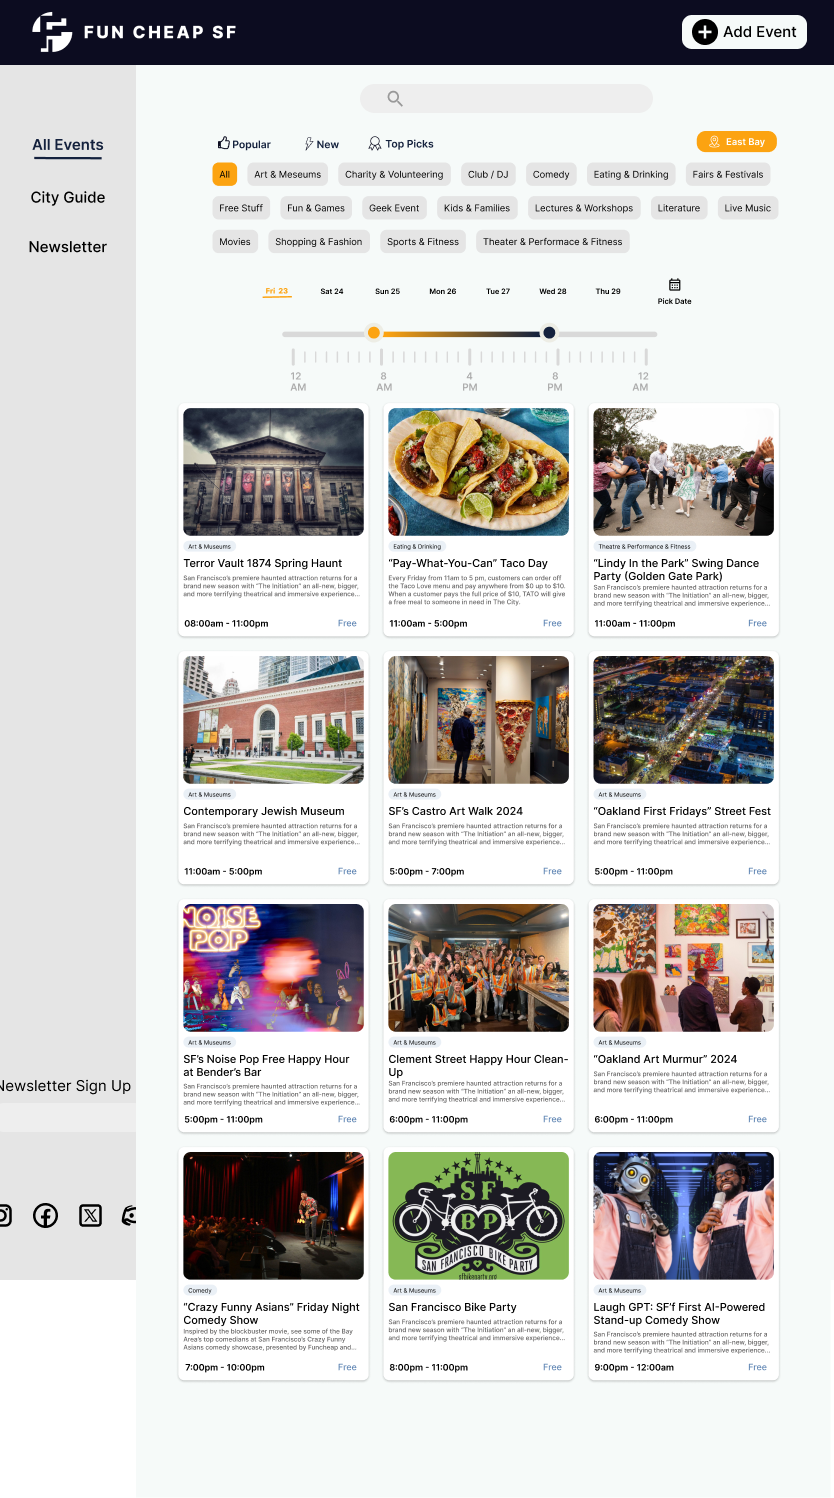 FUN CHEAP SF
Add Event
All Events
City Guide
Newsletter
Newsletter Sign Up
Popular
New
Top Picks
East Bay
All
Art & Meseums
Charity & Volunteering
Club / DJ
Comedy
Eating & Drinking
Fairs & Festivals
Free Stuff
Fun & Games
Geek Event
Kids & Families
Lectures & Workshops
Literature
Live Music
Movies
Shopping & Fashion
Sports & Fitness
Theater & Performace & Fitness
Fri 23
Sat 24
Sun 25
Mon 26
Tue 27
Wed 28
Thu 29
Pick Date
12 AM
8 AM
4 PM
8 PM
12 AM
Art & Museums
Terror Vault 1874 Spring Haunt
San Francisco's premiere haunted attraction returns for a
brand new season with "The Initiation" an all-new, bigger,
and more terrifying theatrical and immersive experience...
08:00am - 11:00pm
Free
Eating & Drinking
"Pay-What-You-Can" Taco Day
Every Friday from 11am to 5 pm, customers can order off
the Taco Love menu and pay anywhere from $0 up to $10.
When a customer pays the full price of $10, TATO will give
a free meal to someone in need in The City.
11:00am - 5:00pm
Free
Theatre & Performance & Fitness
"Lindy In the Park" Swing Dance
Party (Golden Gate Park)
San Francisco's premiere haunted attraction returns for a
brand new season with "The Initiation" an all-new, bigger,
and more terrifying theatrical and immersive experience...
11:00am - 11:00pm
Free
Art & Museums
Contemporary Jewish Museum
San Francisco's premiere haunted attraction returns for a
brand new season with "The Initiation" an all-new, bigger,
and more terrifying theatrical and immersive experience...
11:00am - 5:00pm
Free
Art & Museums
SF's Castro Art Walk 2024
San Francisco's premiere haunted attraction returns for a
brand new season with "The Initiation" an all-new, bigger,
and more terrifying theatrical and immersive experience...
5:00pm - 7:00pm
Free
Art & Museums
"Oakland First Fridays" Street Fest
San Francisco's premiere haunted attraction returns for a
brand new season with "The Initiation" an all-new, bigger,
and more terrifying theatrical and immersive experience...
5:00pm - 11:00pm
Free
NOISE
POP
Art & Museums
SF's Noise Pop Free Happy Hour
at Bender's Bar
San Francisco's premiere haunted attraction returns for a
brand new season with "The Initiation" an all-new, bigger,
and more terrifying theatrical and immersive experience...
5:00pm - 11:00pm
Free
Art & Museums
Clement Street Happy Hour Clean-
Up
San Francisco's premiere haunted attraction returns for a
brand new season with "The Initiation" an all-new, bigger,
and more terrifying theatrical and immersive experience...
6:00pm - 11:00pm
Free
Art & Museums
"Oakland Art Murmur" 2024
San Francisco's premiere haunted attraction returns for a
brand new season with "The Initiation" an all-new, bigger,
and more terrifying theatrical and immersive experience...
6:00pm - 11:00pm
Free
Comedy
"Crazy Funny Asians" Friday Night
Comedy Show
Inspired by the blockbuster movie, see some of the Bay
Area's top comedians at San Francisco's Crazy Funny
Asians comedy showcase, presented by Funcheap and...
7:00pm - 10:00pm
Free
SF
BP
SAN FRANCISCO BIKE PARTY
sfbikeparty.org
Art & Museums
San Francisco Bike Party
San Francisco's premiere haunted attraction returns for a
brand new season with "The Initiation" an all-new, bigger,
and more terrifying theatrical and immersive experience...
8:00pm - 11:00pm
Free
Art & Museums
Laugh GPT: SF'f First AI-Powered
Stand-up Comedy Show
San Francisco's premiere haunted attraction returns for a
brand new season with "The Initiation" an all-new, bigger,
and more terrifying theatrical and immersive experience...
9:00pm - 12:00am
Free